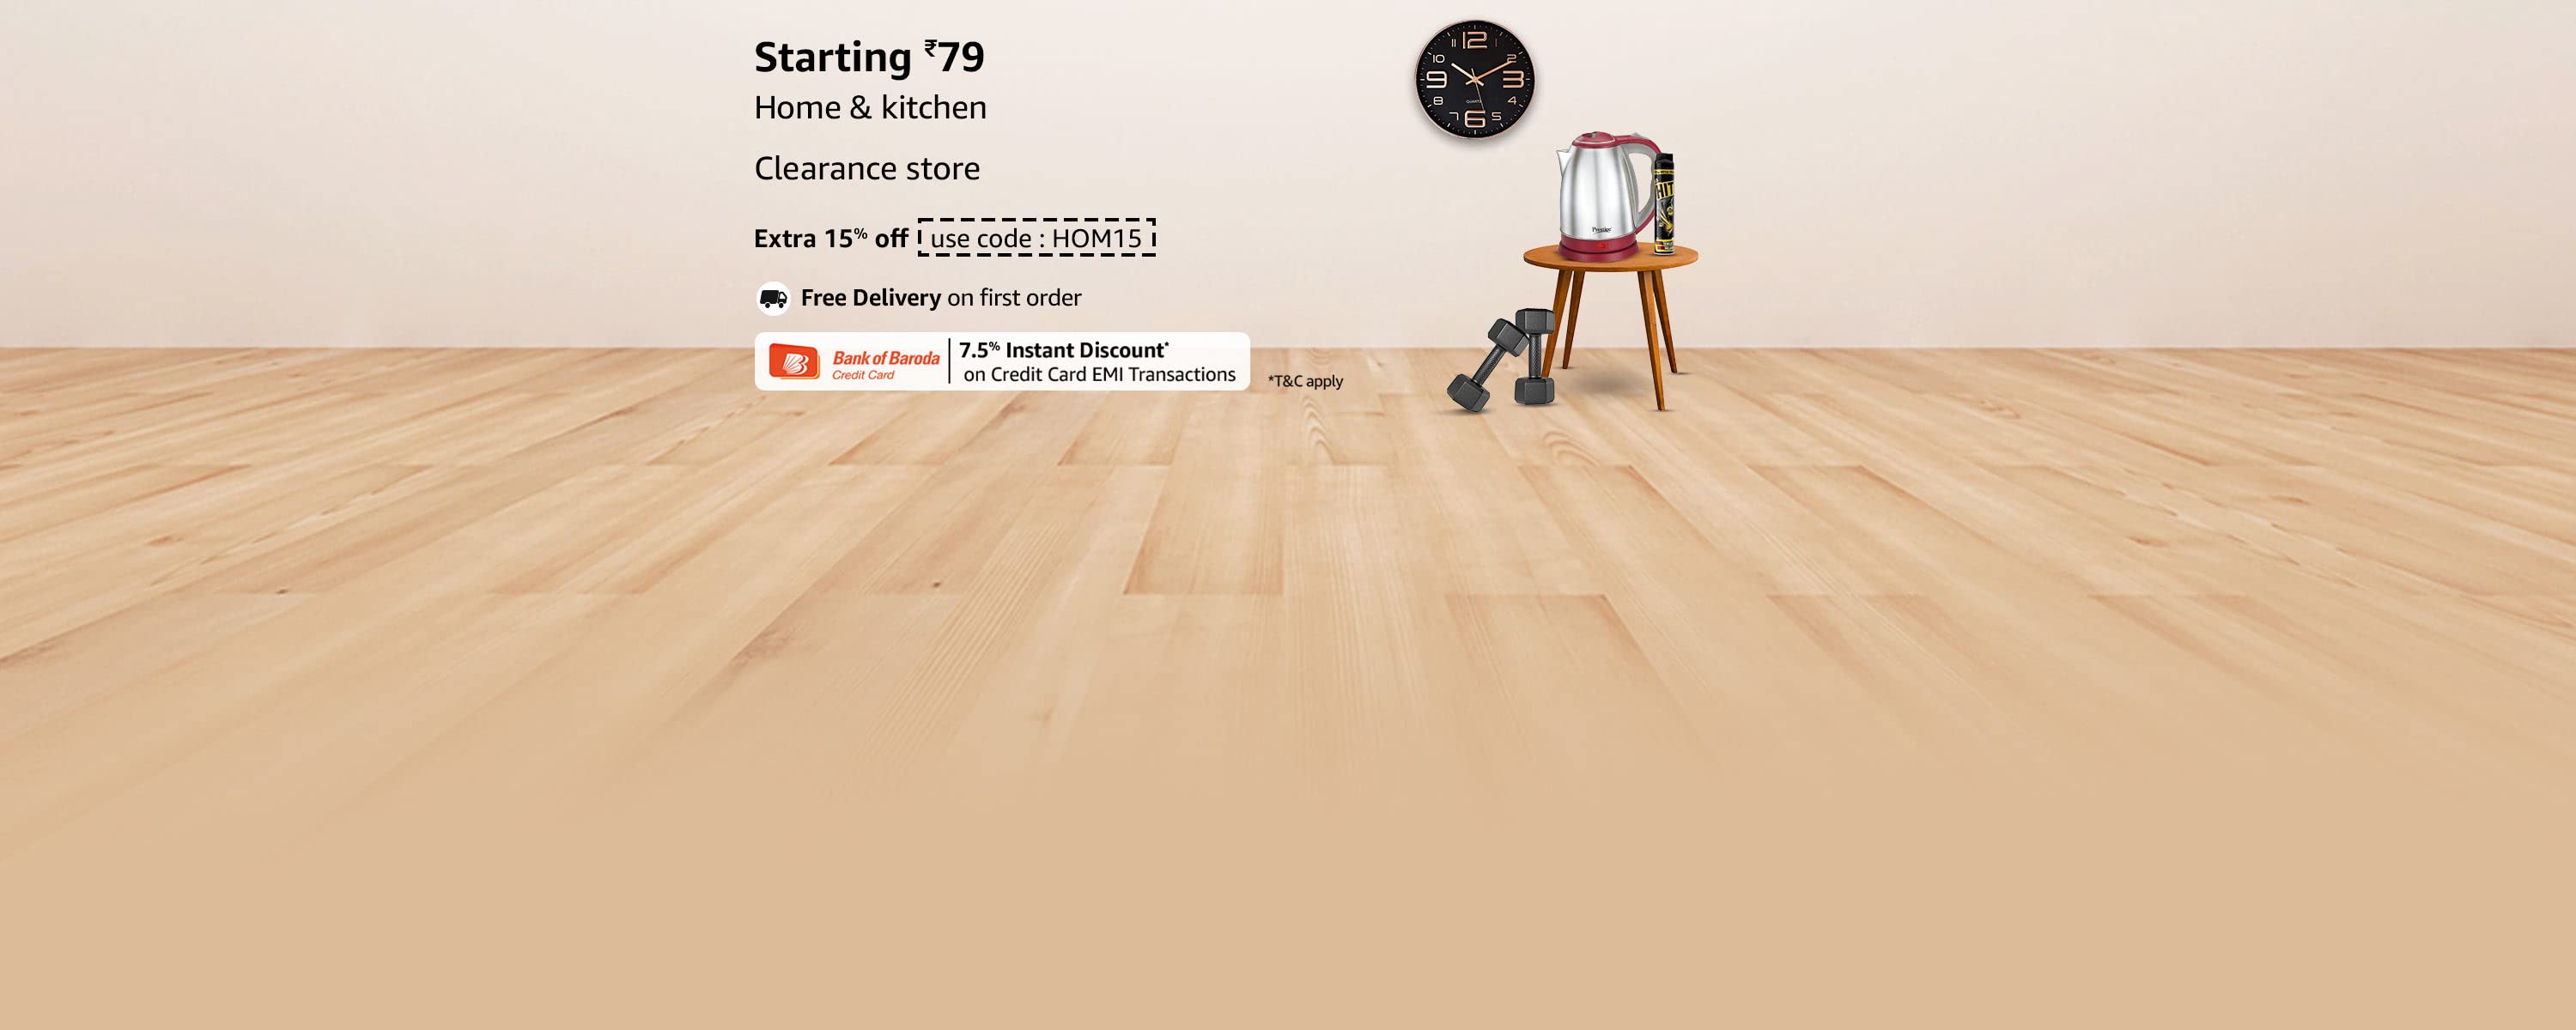 Starting ₹79
Home & kitchen
Clearance store
Extra 15% off use code : HOM15
Free Delivery on first order
Bank of Baroda
Credit Card
7.5% Instant Discount*
on Credit Card EMI Transactions
*T&C apply
12
11 1
10 2
9 3
8 4
QUARTZ
7 6 5
Prestige
HIT